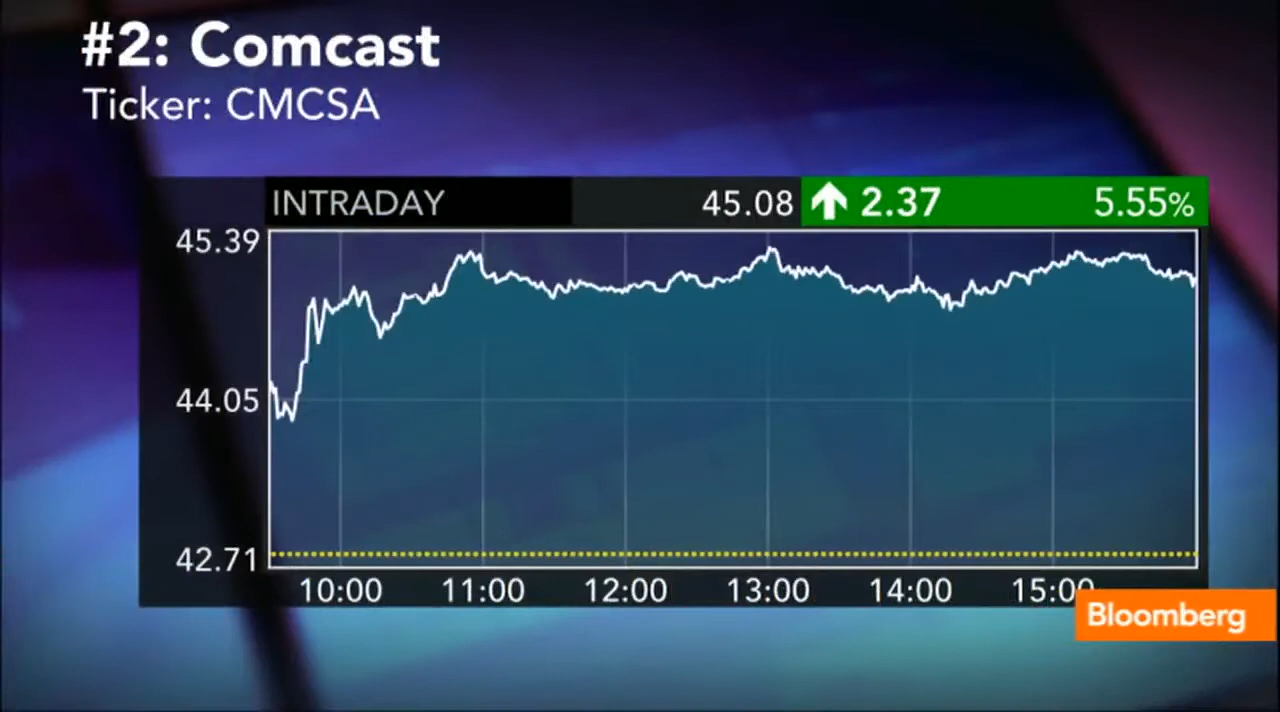 #2: Comcast
Ticker: CMCSA
INTRADAY 45.08 2.37 5.55%
45.39
44.05
42.71
10:00 11:00 12:00 13:00 14:00 15:00
Bloomberg